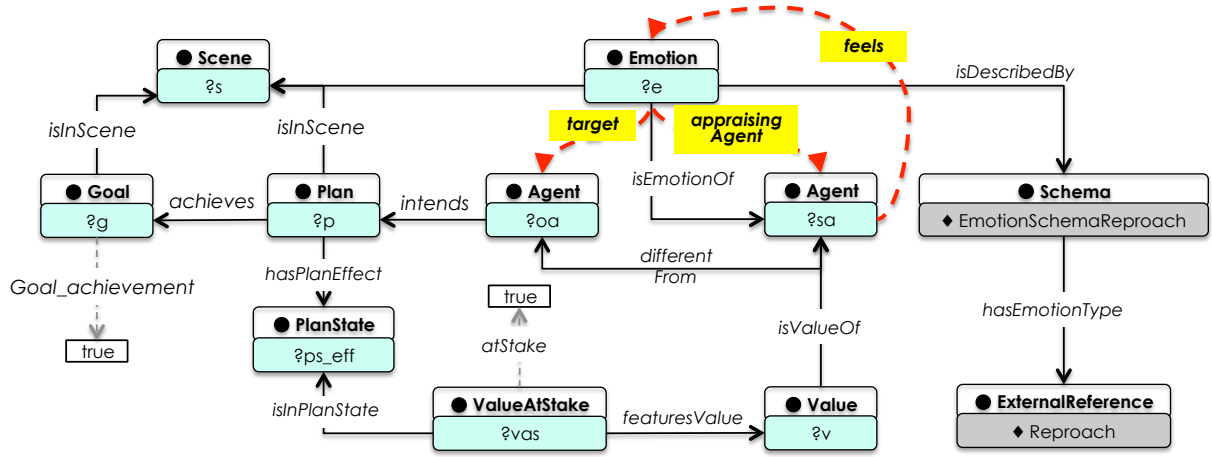 ● Scene
?s
● Emotion
?e
feels
isDescribedBy
target
appraising
Agent
isInScene
isInScene
isEmotionOf
● Goal
?g
achieves
● Plan
?p
intends
● Agent
?oa
● Agent
?sa
● Schema
♦ EmotionSchemaReproach
Goal_achievement
hasPlanEffect
different
From
true
● PlanState
?ps_eff
true
atStake
isValueOf
hasEmotionType
isInPlanState
● ValueAtStake
?vas
featuresValue
● Value
?v
● ExternalReference
♦ Reproach